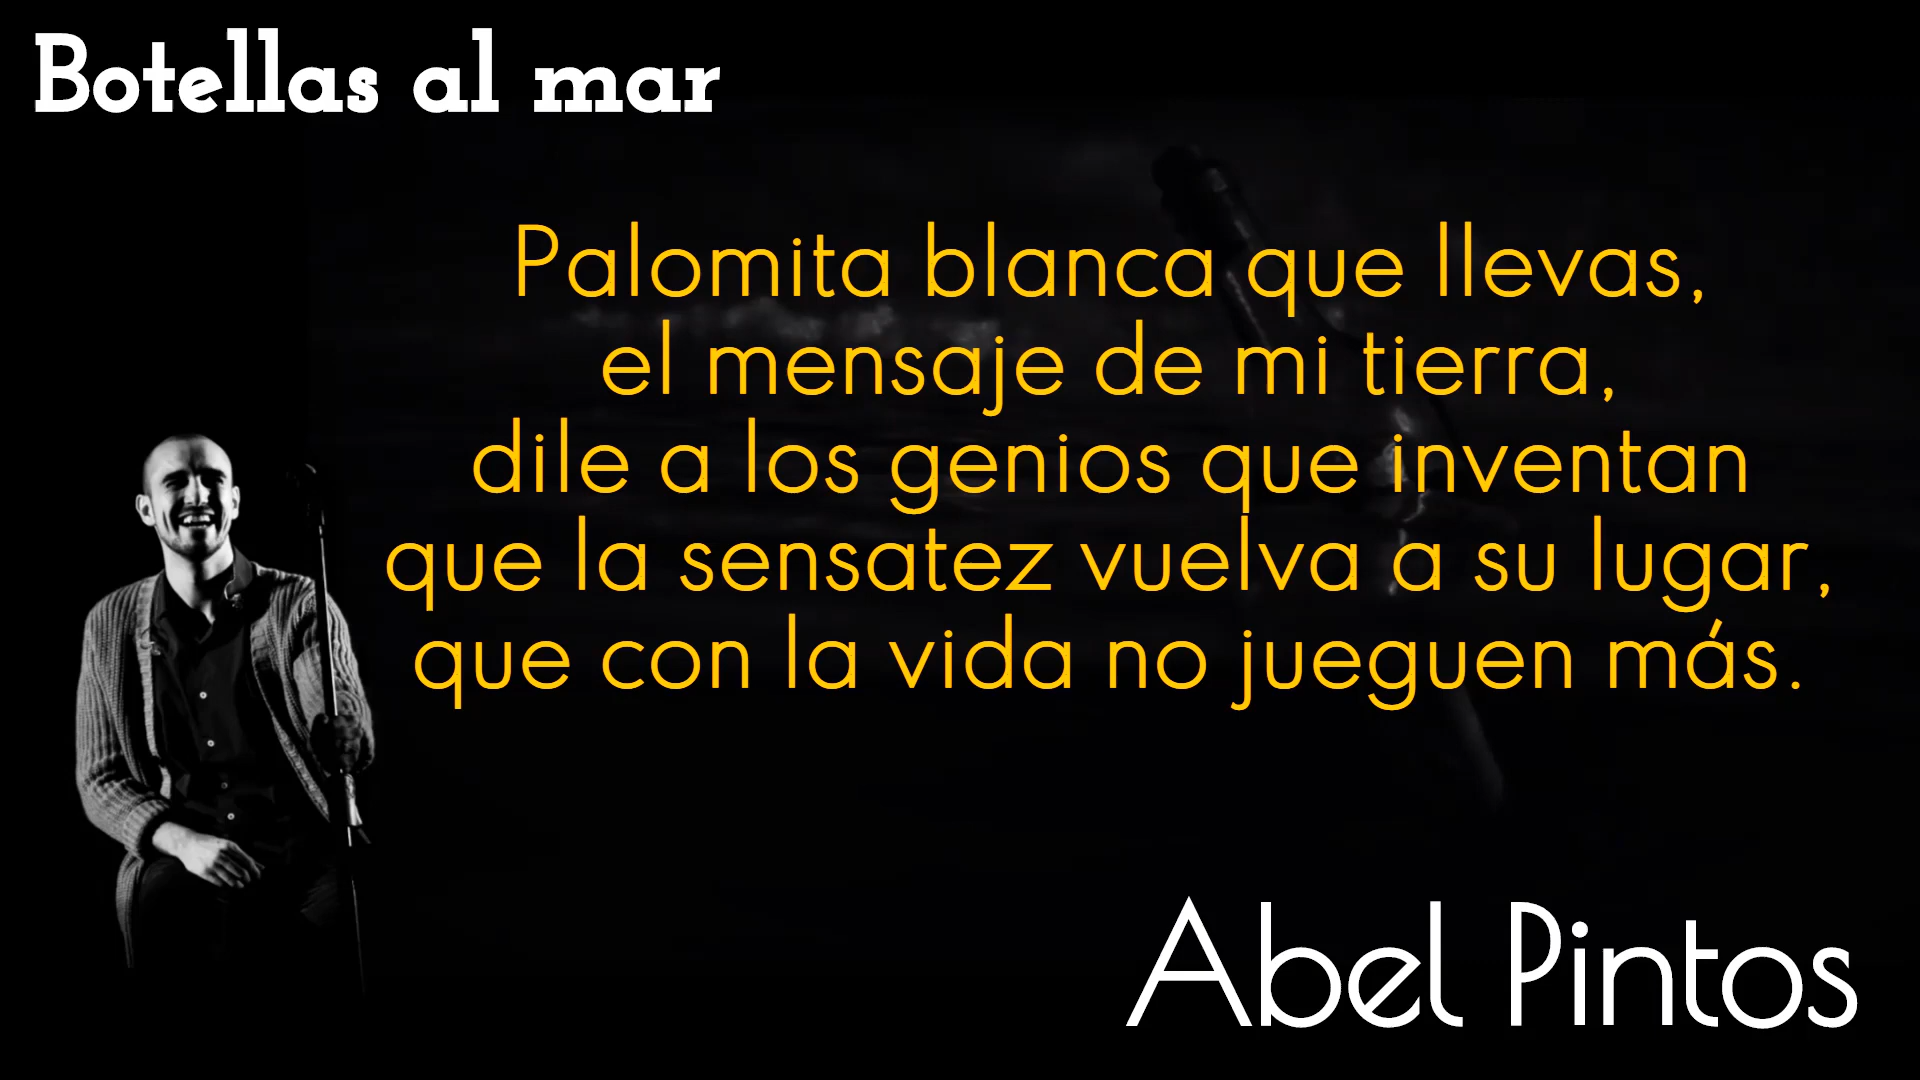 Botellas al mar
Palomita blanca que llevas,
el mensaje de mi tierra,
dile a los genios que inventan
que la sensatez vuelva a su lugar,
que con la vida no jueguen más.
Abel Pintos